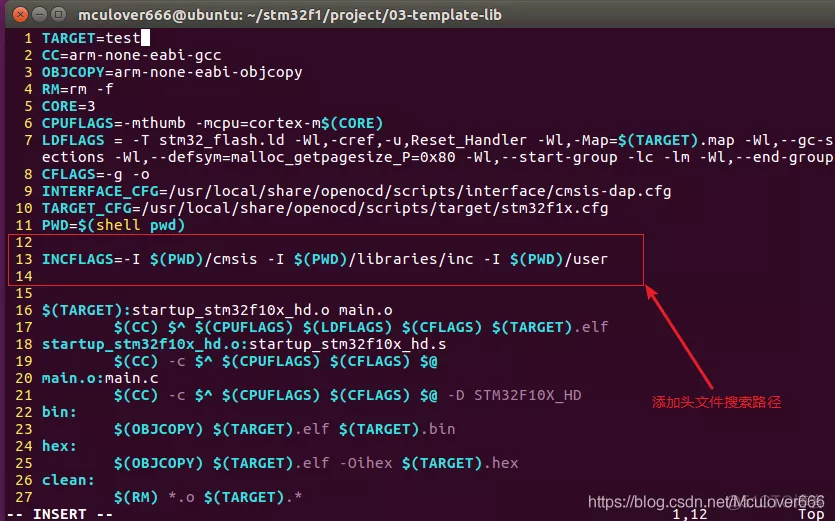 mculover666@ubuntu: ~/stm32f1/project/03-template-lib
1 TARGET=test
2 CC=arm-none-eabi-gcc
3 OBJCOPY=arm-none-eabi-objcopy
4 RM=rm -f
5 CORE=3
6 CPUFLAGS=-mthumb -mcpu=cortex-m$(CORE)
7 LDFLAGS = -T stm32_flash.ld -Wl,-cref,-u,Reset_Handler -Wl,-Map=$(TARGET).map -Wl,--gc-s
ections -Wl,--defsym=malloc_getpagesize_P=0x80 -Wl,--start-group -lc -lm -Wl,--end-group
8 CFLAGS=-g -o
9 INTERFACE_CFG=/usr/local/share/openocd/scripts/interface/cmsis-dap.cfg
10 TARGET_CFG=/usr/local/share/openocd/scripts/target/stm32f1x.cfg
11 PWD=$(shell pwd)
12
13 INCFLAGS=-I $(PWD)/cmsis -I $(PWD)/libraries/inc -I $(PWD)/user
14
15
16 $(TARGET):startup_stm32f10x_hd.o main.o
17 $(CC) $^ $(CPUFLAGS) $(LDFLAGS) $(CFLAGS) $(TARGET).elf
18 startup_stm32f10x_hd.o:startup_stm32f10x_hd.s
19 $(CC) -c $^ $(CPUFLAGS) $(CFLAGS) $@
20 main.o:main.c
21 $(CC) -c $^ $(CPUFLAGS) $(CFLAGS) $@ -D STM32F10X_HD
添加头文件搜索路径
22 bin:
23 $(OBJCOPY) $(TARGET).elf $(TARGET).bin
24 hex:
25 $(OBJCOPY) $(TARGET).elf -Oihex $(TARGET).hex
26 clean:
27 $(RM) *.o $(TARGET).*
https://blog.csdn.net/Mculover666
-- INSERT -- 1,12 Top